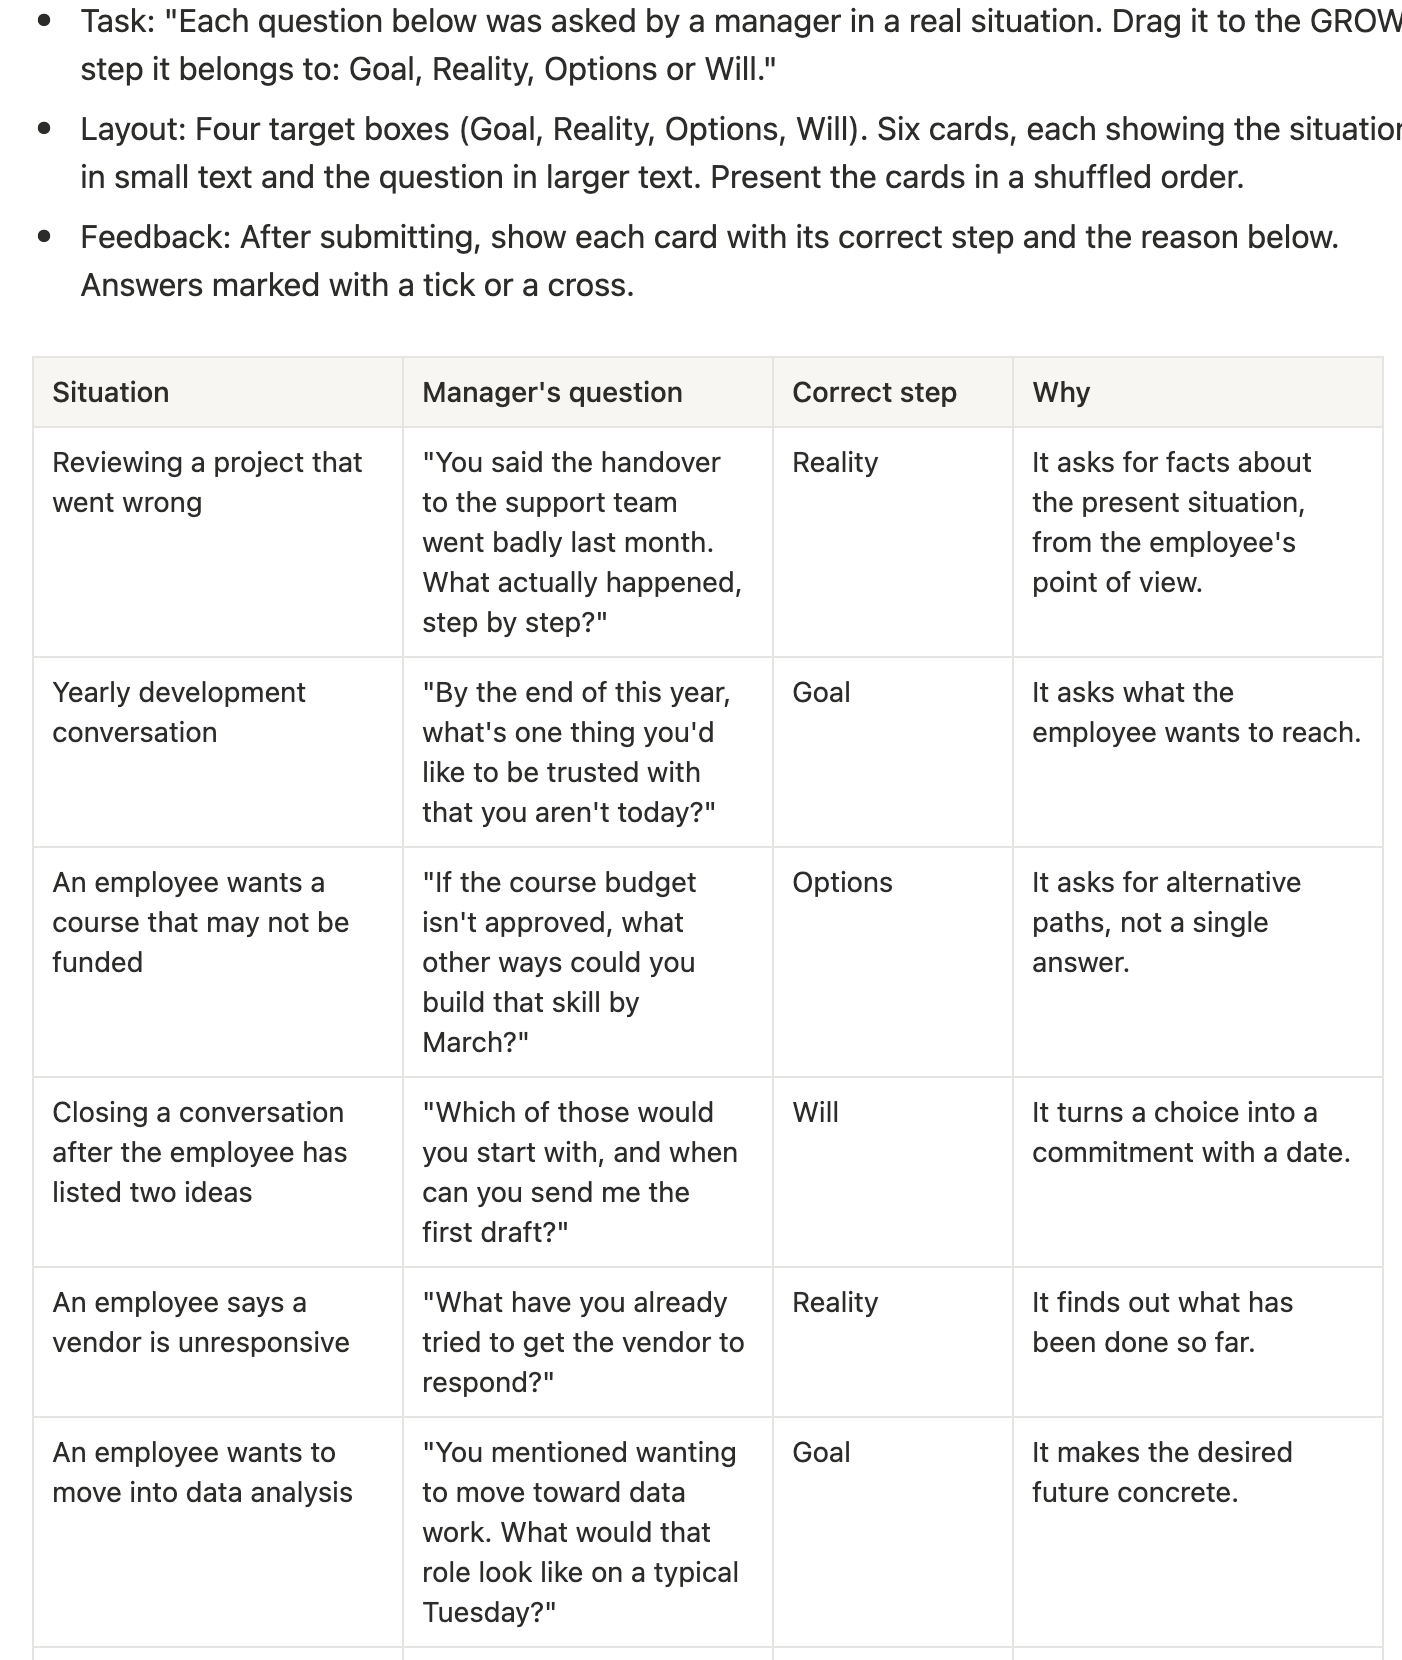 Task: "Each question below was asked by a manager in a real situation. Drag it to the GROW
step it belongs to: Goal, Reality, Options or Will."
Layout: Four target boxes (Goal, Reality, Options, Will). Six cards, each showing the situation
in small text and the question in larger text. Present the cards in a shuffled order.
Feedback: After submitting, show each card with its correct step and the reason below.
Answers marked with a tick or a cross.
Situation
Manager's question
Correct step
Why
Reviewing a project that
went wrong
"You said the handover
to the support team
went badly last month.
What actually happened,
step by step?"
Reality
It asks for facts about
the present situation,
from the employee's
point of view.
Yearly development
conversation
"By the end of this year,
what's one thing you'd
like to be trusted with
that you aren't today?"
Goal
It asks what the
employee wants to reach.
An employee wants a
course that may not be
funded
"If the course budget
isn't approved, what
other ways could you
build that skill by
March?"
Options
It asks for alternative
paths, not a single
answer.
Closing a conversation
after the employee has
listed two ideas
"Which of those would
you start with, and when
can you send me the
first draft?"
Will
It turns a choice into a
commitment with a date.
An employee says a
vendor is unresponsive
"What have you already
tried to get the vendor to
respond?"
Reality
It finds out what has
been done so far.
An employee wants to
move into data analysis
"You mentioned wanting
to move toward data
work. What would that
role look like on a typical
Tuesday?"
Goal
It makes the desired
future concrete.